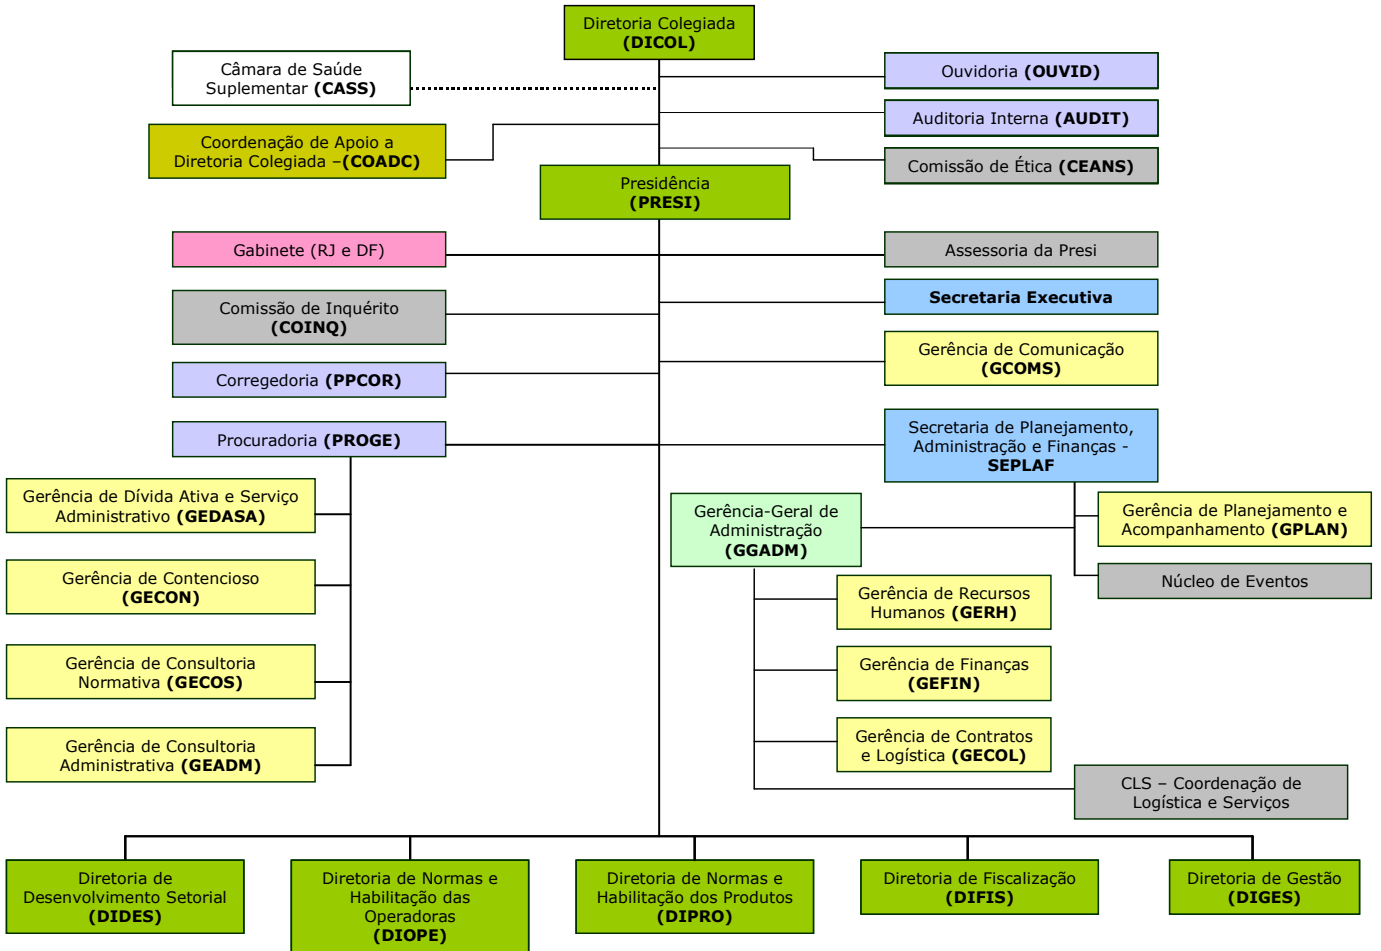 Diretoria Colegiada
(DICOL)
Câmara de Saúde
Suplementar (CASS)
Ouvidoria (OUVID)
Auditoria Interna (AUDIT)
Coordenação de Apoio a
Diretoria Colegiada –(COADC)
Comissão de Ética (CEANS)
Presidência
(PRESI)
Gabinete (RJ e DF)
Assessoria da Presi
Comissão de Inquérito
(COINQ)
Secretaria Executiva
Gerência de Comunicação
(GCOMS)
Corregedoria (PPCOR)
Procuradoria (PROGE)
Secretaria de Planejamento,
Administração e Finanças -
SEPLAF
Gerência de Dívida Ativa e Serviço
Administrativo (GEDASA)
Gerência-Geral de
Administração
(GGADM)
Gerência de Planejamento e
Acompanhamento (GPLAN)
Gerência de Contencioso
(GECON)
Núcleo de Eventos
Gerência de Recursos
Humanos (GERH)
Gerência de Consultoria
Normativa (GECOS)
Gerência de Finanças
(GEFIN)
Gerência de Consultoria
Administrativa (GEADM)
Gerência de Contratos
e Logística (GECOL)
CLS – Coordenação de
Logística e Serviços
Diretoria de
Desenvolvimento Setorial
(DIDES)
Diretoria de Normas e
Habilitação das
Operadoras
(DIOPE)
Diretoria de Normas e
Habilitação dos Produtos
(DIPRO)
Diretoria de Fiscalização
(DIFIS)
Diretoria de Gestão
(DIGES)